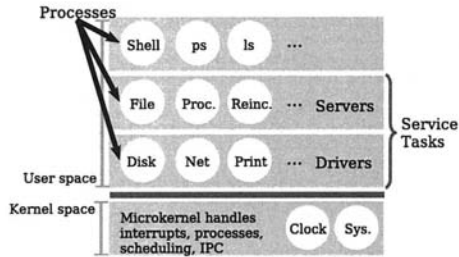 Processes
Shell ps ls ...
File Proc. Reinc. ... Servers
Service
Tasks
Disk Net Print ... Drivers
User space
Kernel space
Microkernel handles
interrupts, processes,
scheduling, IPC
Clock Sys.